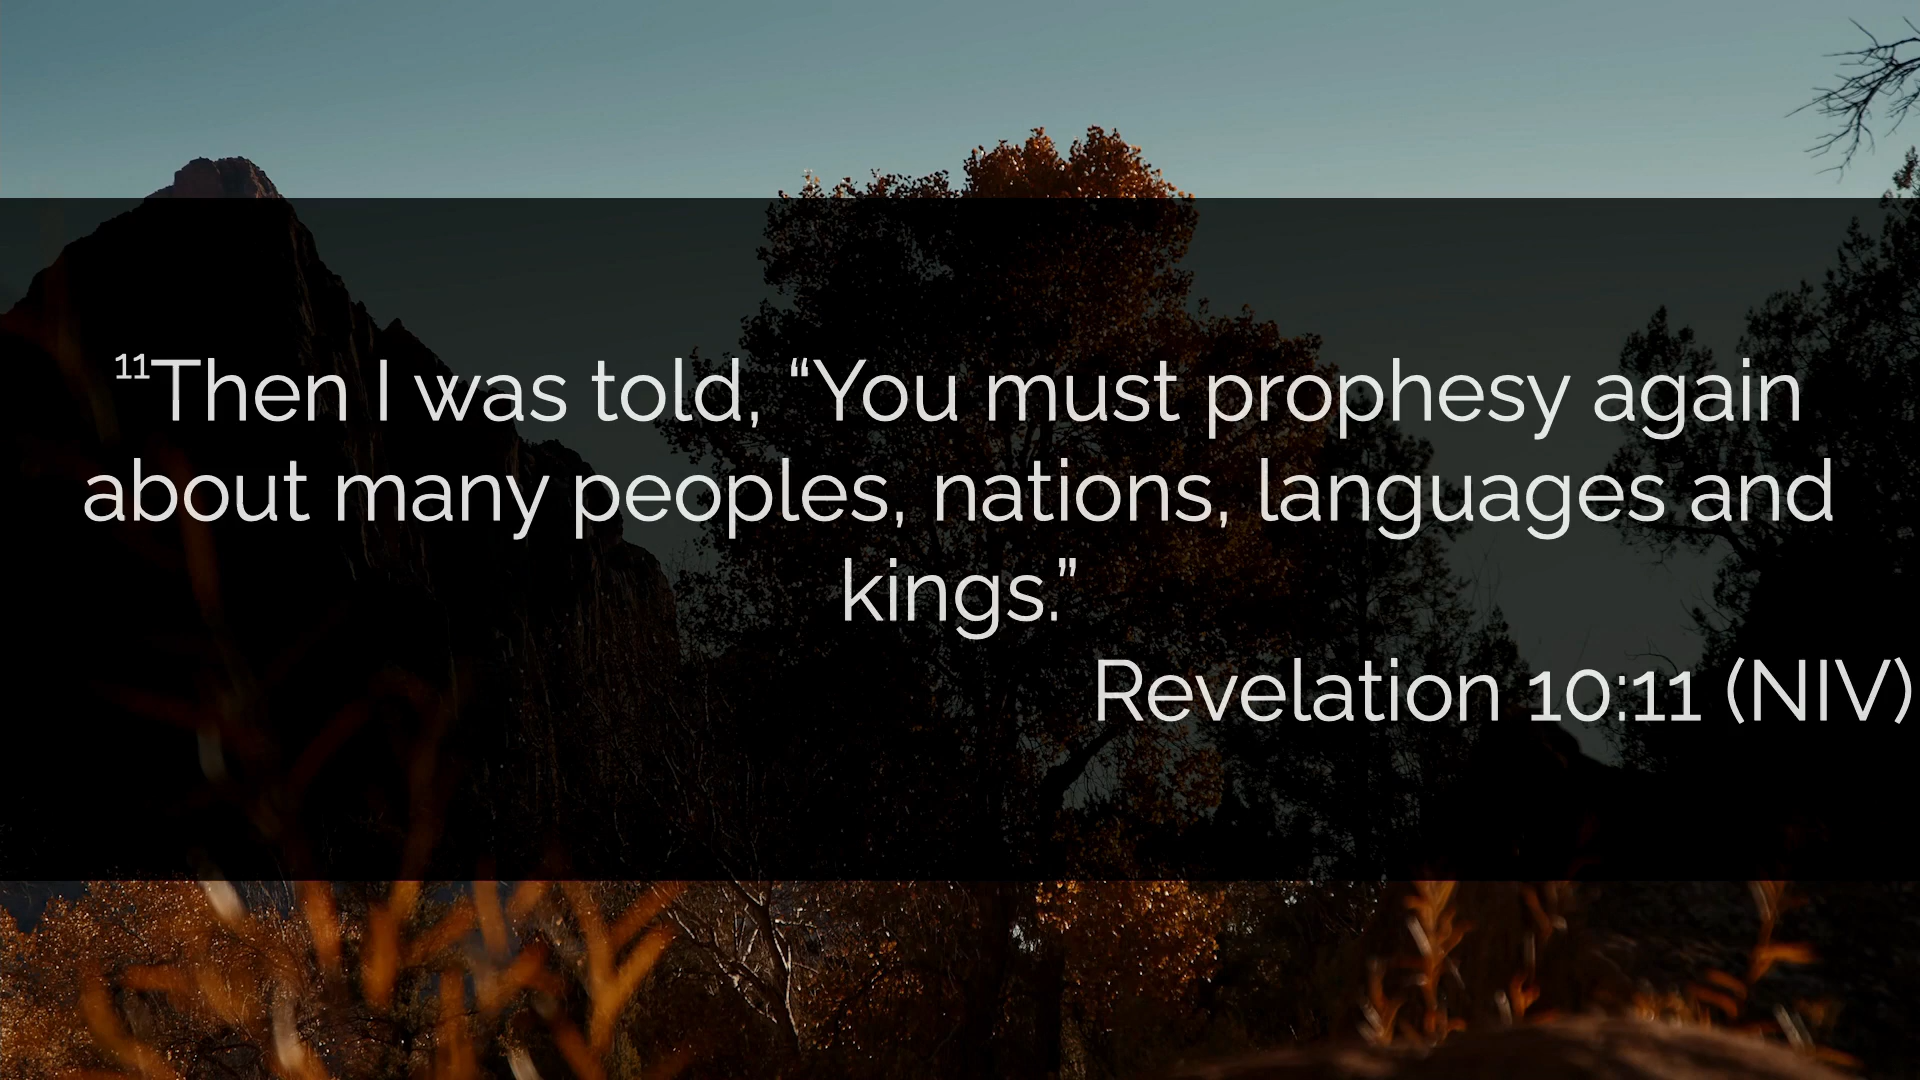 ¹¹Then I was told, “You must prophesy again
about many peoples, nations, languages and
kings.”
Revelation 10:11 (NIV)